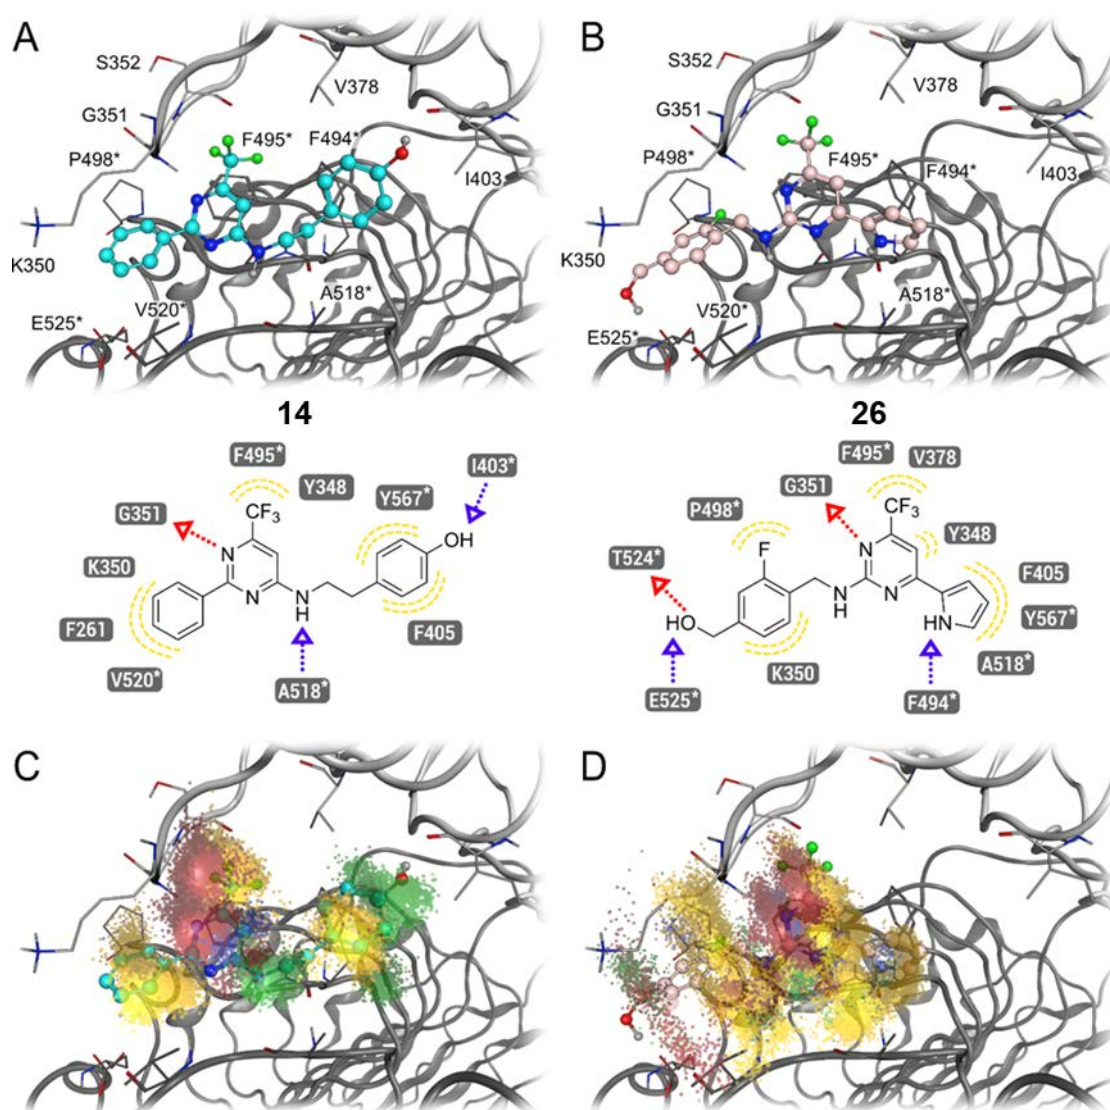 A
S352
V378
G351
F495*
F494*
P498*
I403
K350
A518*
V520*
E525*
B
S352
V378
G351
P498*
F495*
F494*
I403
K350
A518*
V520*
E525*
14
F495*
I403*
Y348
Y567*
G351
CF3
OH
N
K350
N
N
H
F261
F405
V520*
A518*
26
F495*
V378
G351
P498*
CF3
F
N
Y348
T524*
F405
HO
N
H
N
HN
Y567*
A518*
K350
E525*
F494*
C
D